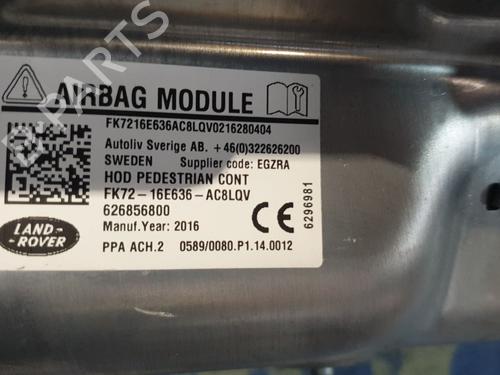 B-PARTS
AIRBAG MODULE
FK7216E636AC8LQV0216280404
Autoliv Sverige AB. +46(0)322626200
SWEDEN Supplier code: EGZRA
HOD PEDESTRIAN CONT
FK72-16E636-AC8LQV
626856800
Manuf.Year: 2016
LAND-
ROVER
PPA ACH.2 0589/0080.P1.14.0012
CE
6296981